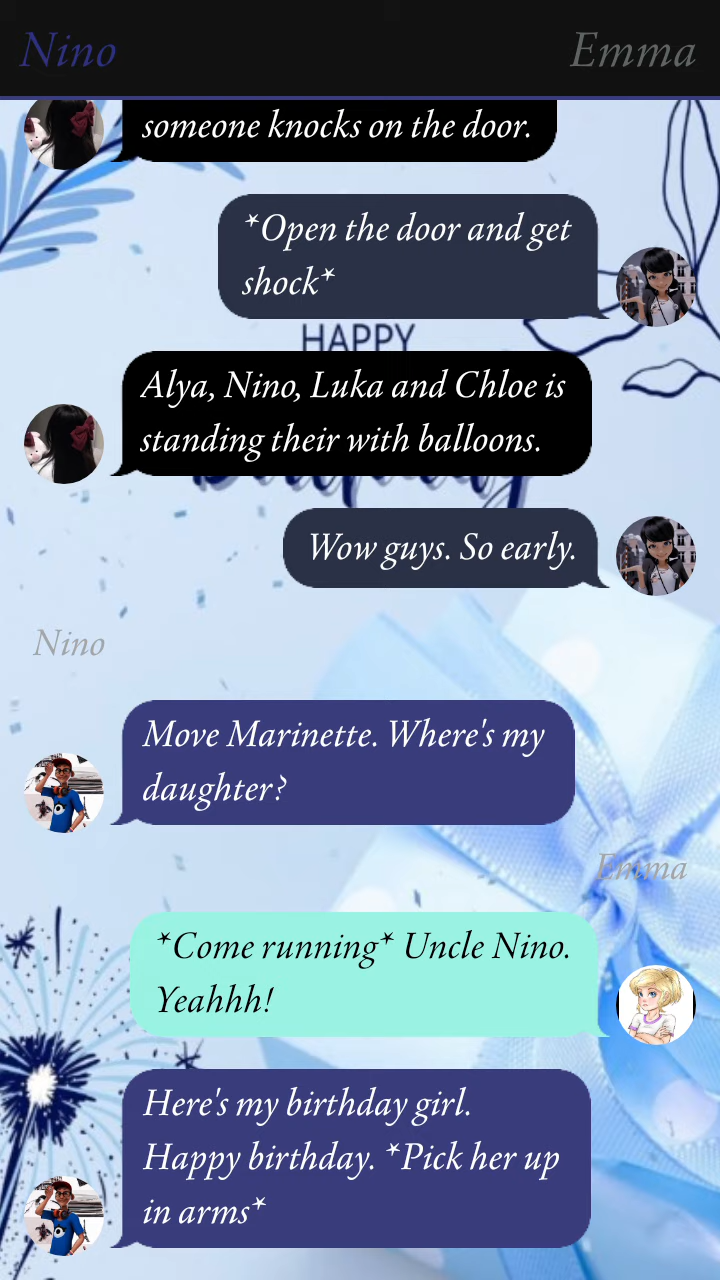 Nino
Emma
someone knocks on the door.
*Open the door and get
shock*
HAPPY
Alya, Nino, Luka and Chloe is
standing their with balloons.
Wow guys. So early.
Nino
Move Marinette. Where's my
daughter?
Emma
*Come running* Uncle Nino.
Yeahhh!
Here's my birthday girl.
Happy birthday. *Pick her up
in arms*